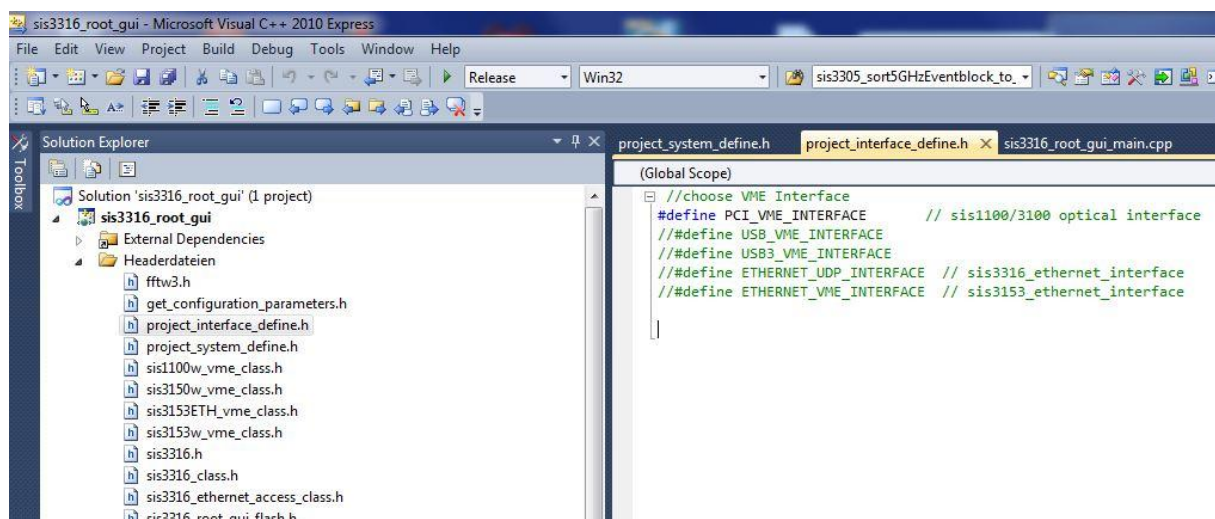 sis3316_root_gui - Microsoft Visual C++ 2010 Express
File Edit View Project Build Debug Tools Window Help
Release Win32 sis3305_sort5GHzEventblock_to_
Toolbox
Solution Explorer
Solution 'sis3316_root_gui' (1 project)
sis3316_root_gui
External Dependencies
Headerdateien
fftw3.h
get_configuration_parameters.h
project_interface_define.h
project_system_define.h
sis1100w_vme_class.h
sis3150w_vme_class.h
sis3153ETH_vme_class.h
sis3153w_vme_class.h
sis3316.h
sis3316_class.h
sis3316_ethernet_access_class.h
sis3316_root_gui_flash.h
project_system_define.h project_interface_define.h sis3316_root_gui_main.cpp
(Global Scope)
//choose VME Interface
#define PCI_VME_INTERFACE // sis1100/3100 optical interface
//#define USB_VME_INTERFACE
//#define USB3_VME_INTERFACE
//#define ETHERNET_UDP_INTERFACE // sis3316_ethernet_interface
//#define ETHERNET_VME_INTERFACE // sis3153_ethernet_interface